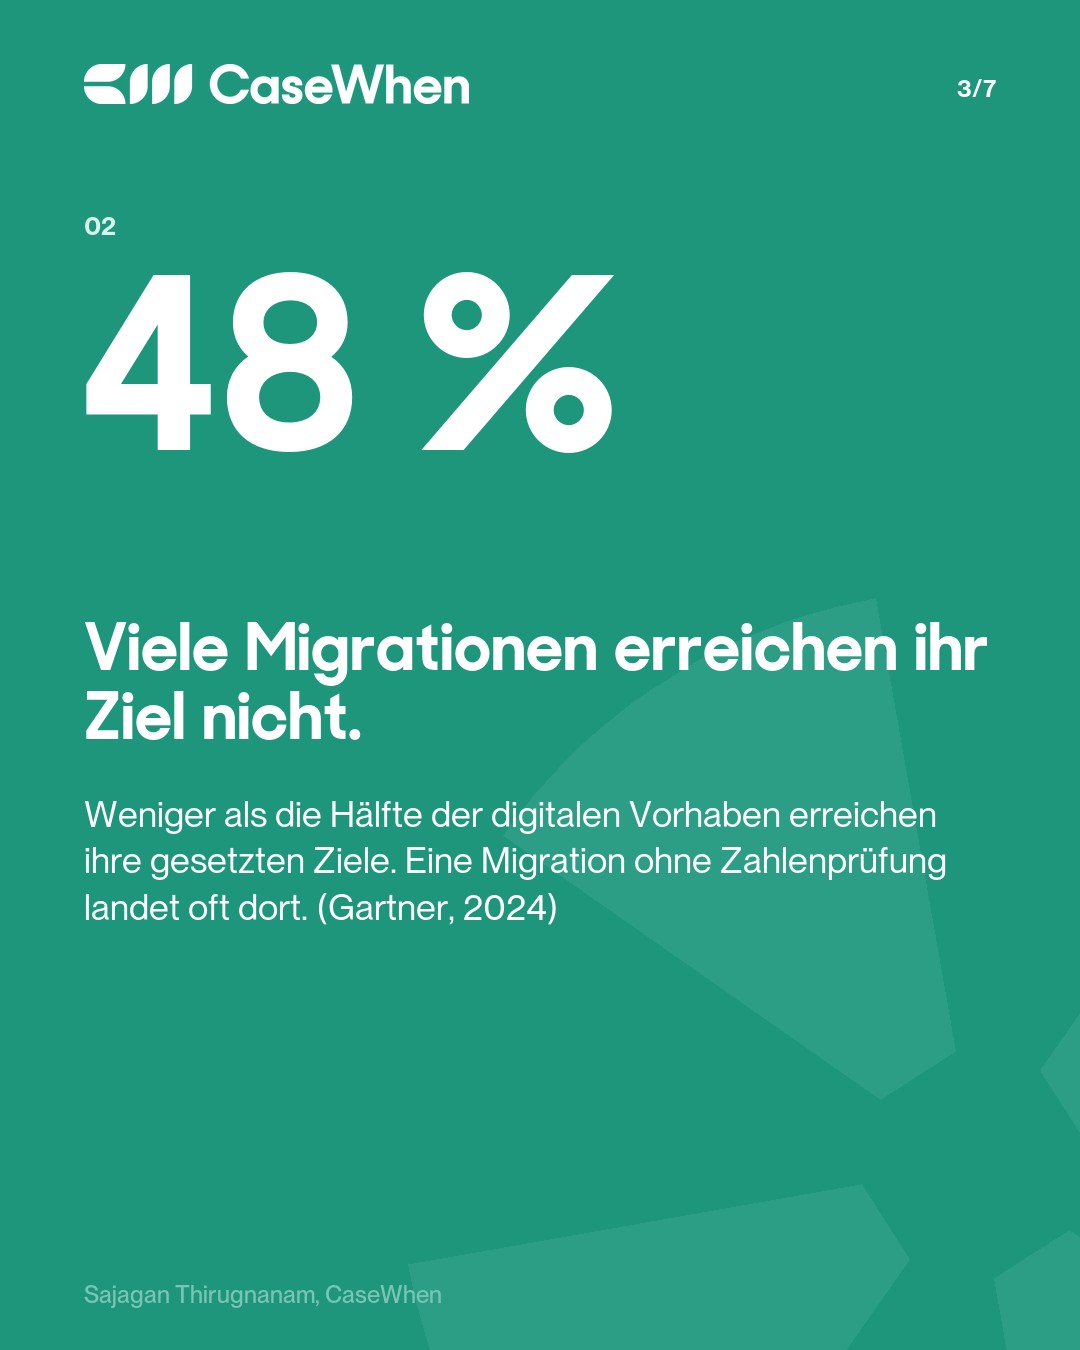 CaseWhen
3/7
02
48 %
Viele Migrationen erreichen ihr
Ziel nicht.
Weniger als die Hälfte der digitalen Vorhaben erreichen
ihre gesetzten Ziele. Eine Migration ohne Zahlenprüfung
landet oft dort. (Gartner, 2024)
Sajagan Thirugnanam, CaseWhen